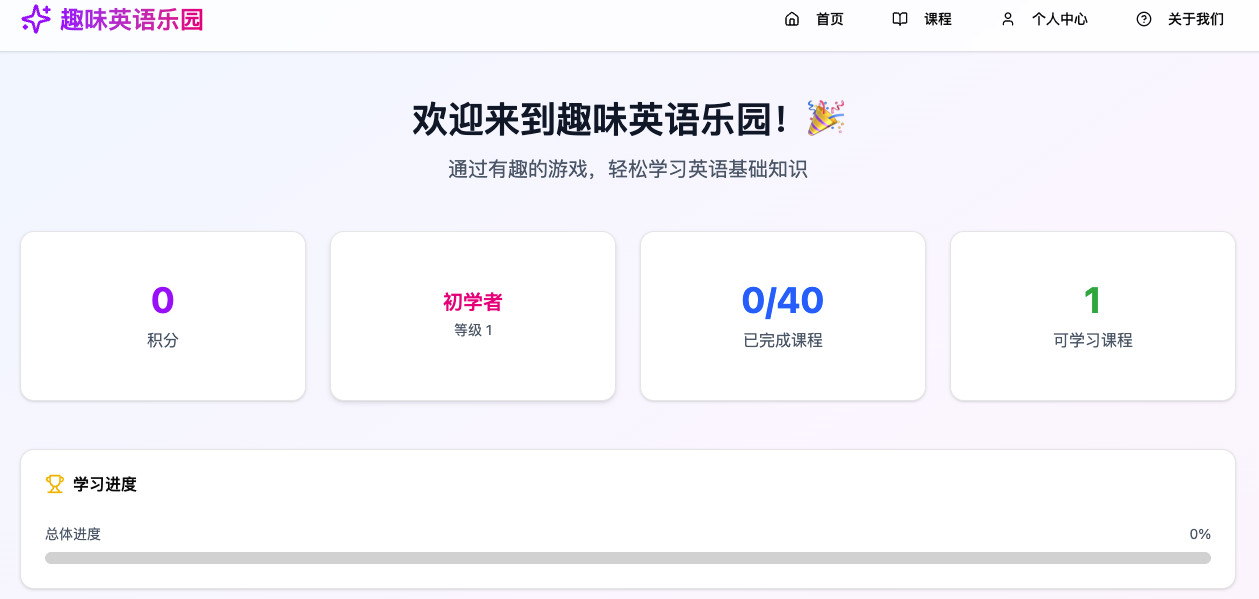 趣味英语乐园 首页 课程 个人中心 关于我们
欢迎来到趣味英语乐园！🎉
通过有趣的游戏，轻松学习英语基础知识
0
积分
初学者
等级 1
0/40
已完成课程
1
可学习课程
学习进度
总体进度 0%